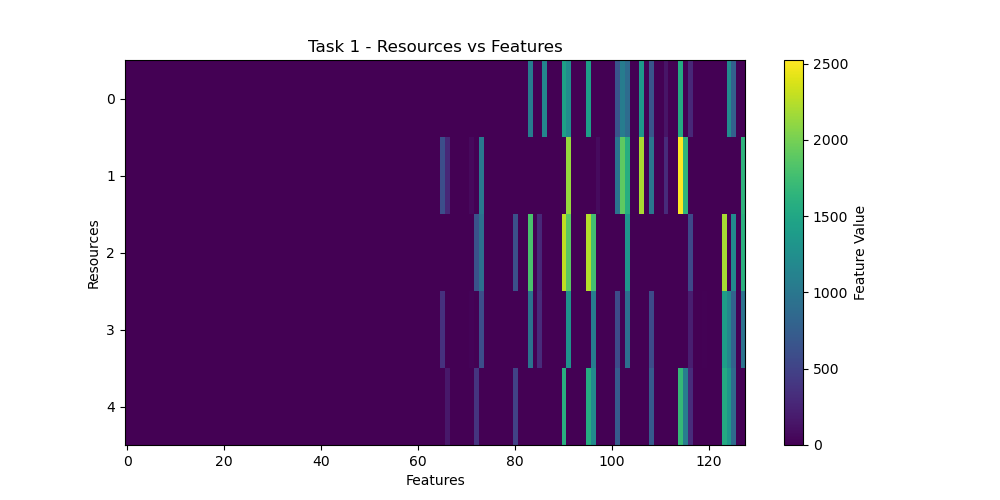 Task 1 - Resources vs Features
Resources
0
1
2
3
4
0 20 40 60 80 100 120
Features
2500
2000
1500
1000
500
0
Feature Value